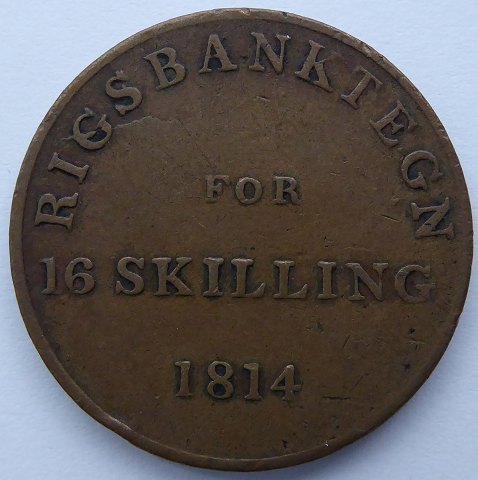 RIGSBANKTEGN
FOR
16 SKILLING
1814